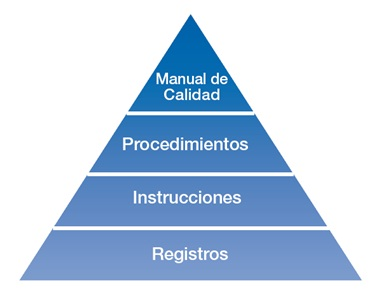 Manual de
Calidad
Procedimientos
Instrucciones
Registros